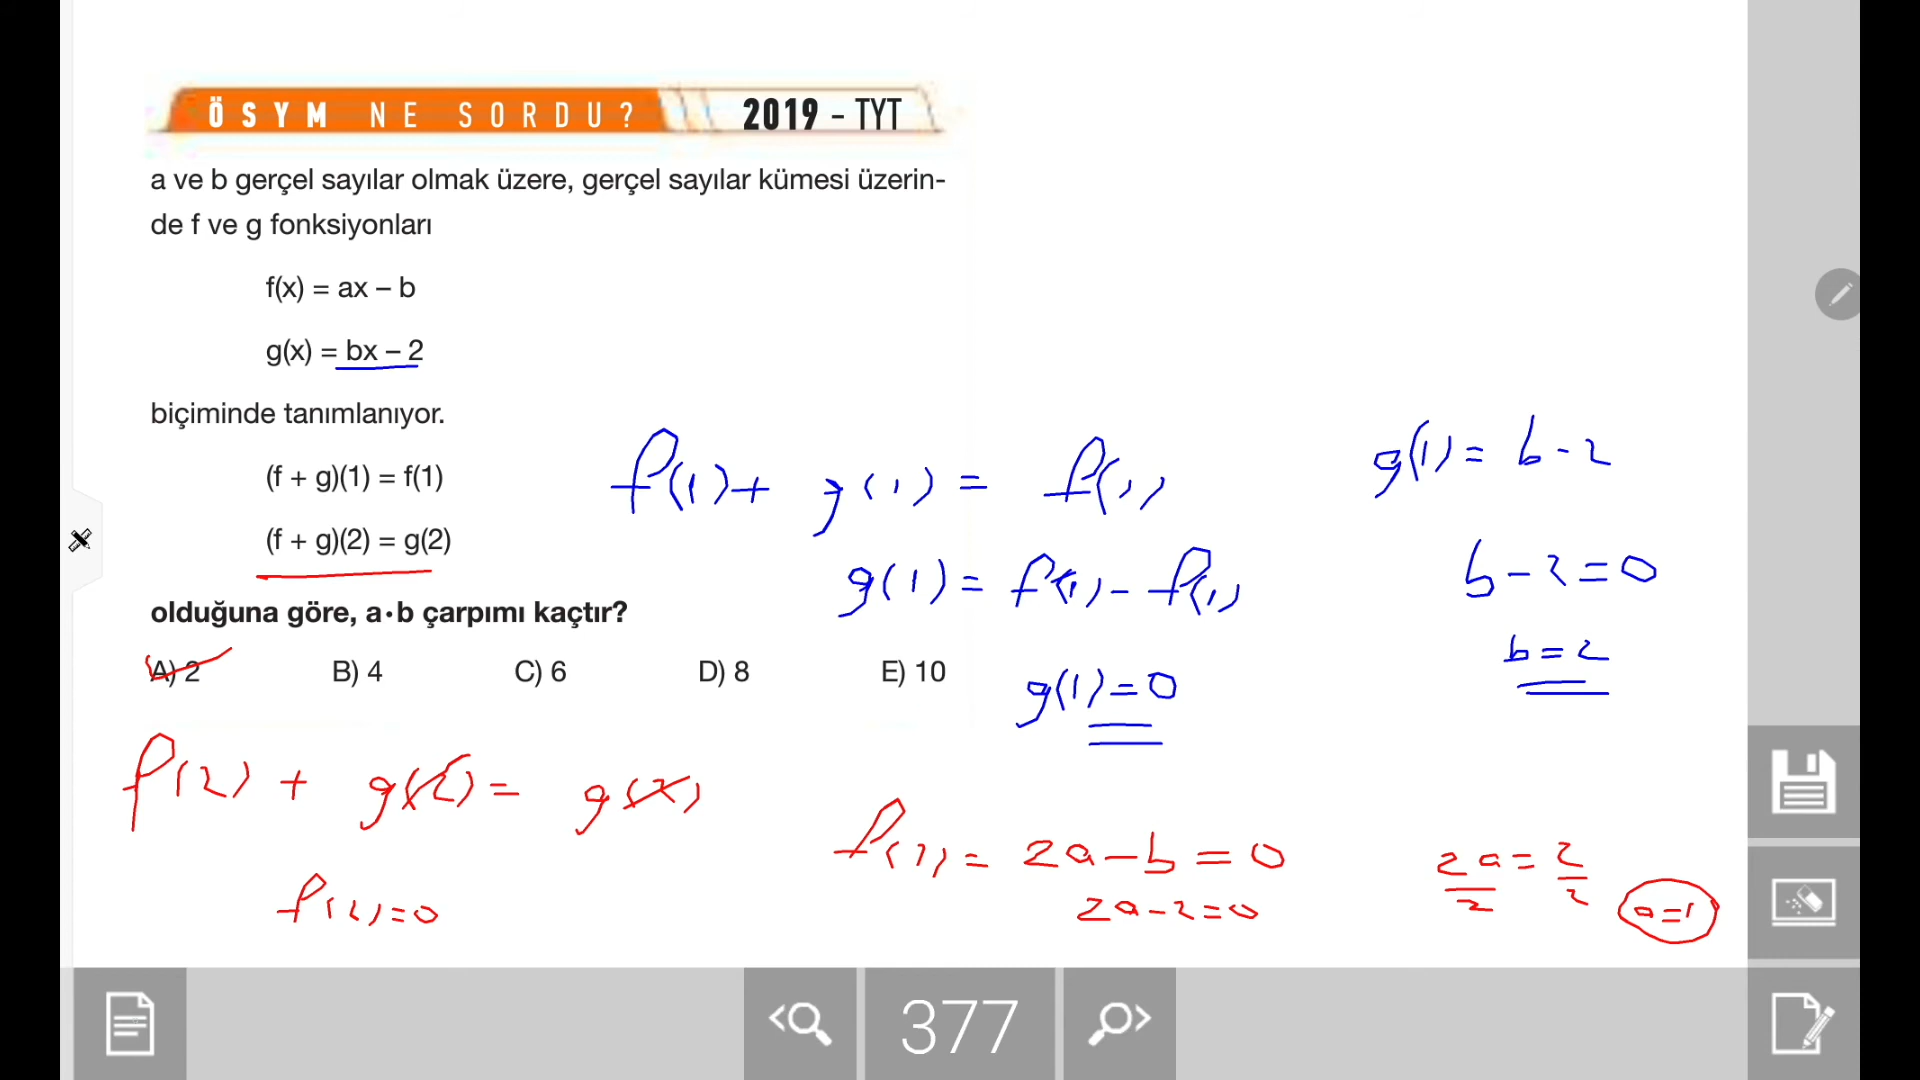 ÖSYM NE SORDU? 2019 - TYT
a ve b gerçel sayılar olmak üzere, gerçel sayılar kümesi üzerin-
de f ve g fonksiyonları
f(x) = ax – b
g(x) = bx – 2
biçiminde tanımlanıyor.
(f + g)(1) = f(1)
(f + g)(2) = g(2)
olduğuna göre, a·b çarpımı kaçtır?
A) 2 B) 4 C) 6 D) 8 E) 10
f(1) + g(1) = f(1)
g(1) = f(1) - f(1)
g(1) = 0
g(1) = b - 2
b - 2 = 0
b = 2
f(2) + g(2) = g(2)
f(2) = 0
f(2) = 2a - b = 0
2a - 2 = 0
2a/2 = 2/2
a = 1
377